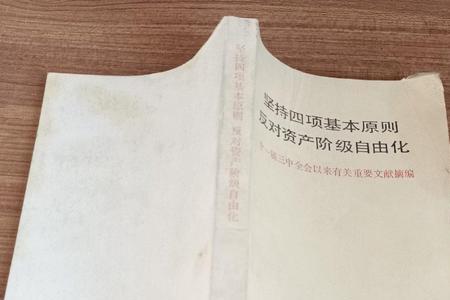 坚持四项基本原则
反对资产阶级自由化
十一届三中全会以来有关重要文献摘编
坚持四项基本原则 反对资产阶级自由化